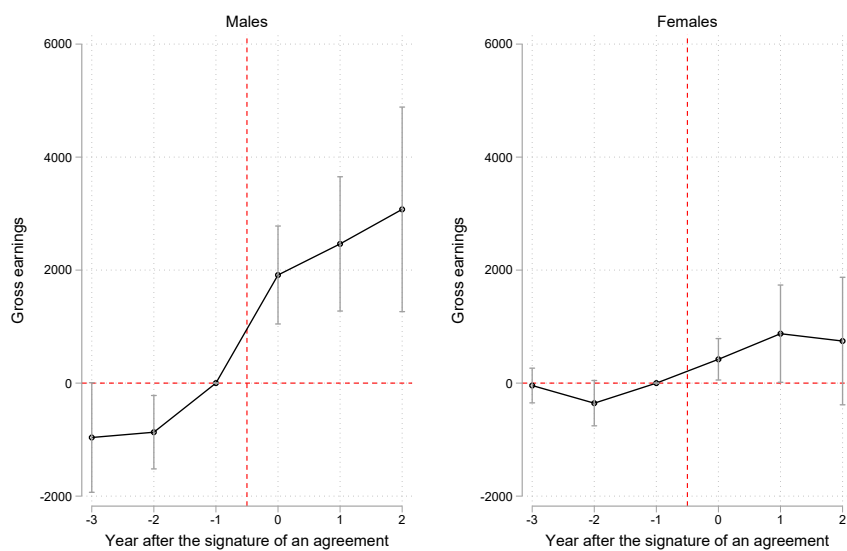 Males
6000
4000
2000
0
-2000
Gross earnings
-3 -2 -1 0 1 2
Year after the signature of an agreement
Females
6000
4000
2000
0
-2000
Gross earnings
-3 -2 -1 0 1 2
Year after the signature of an agreement